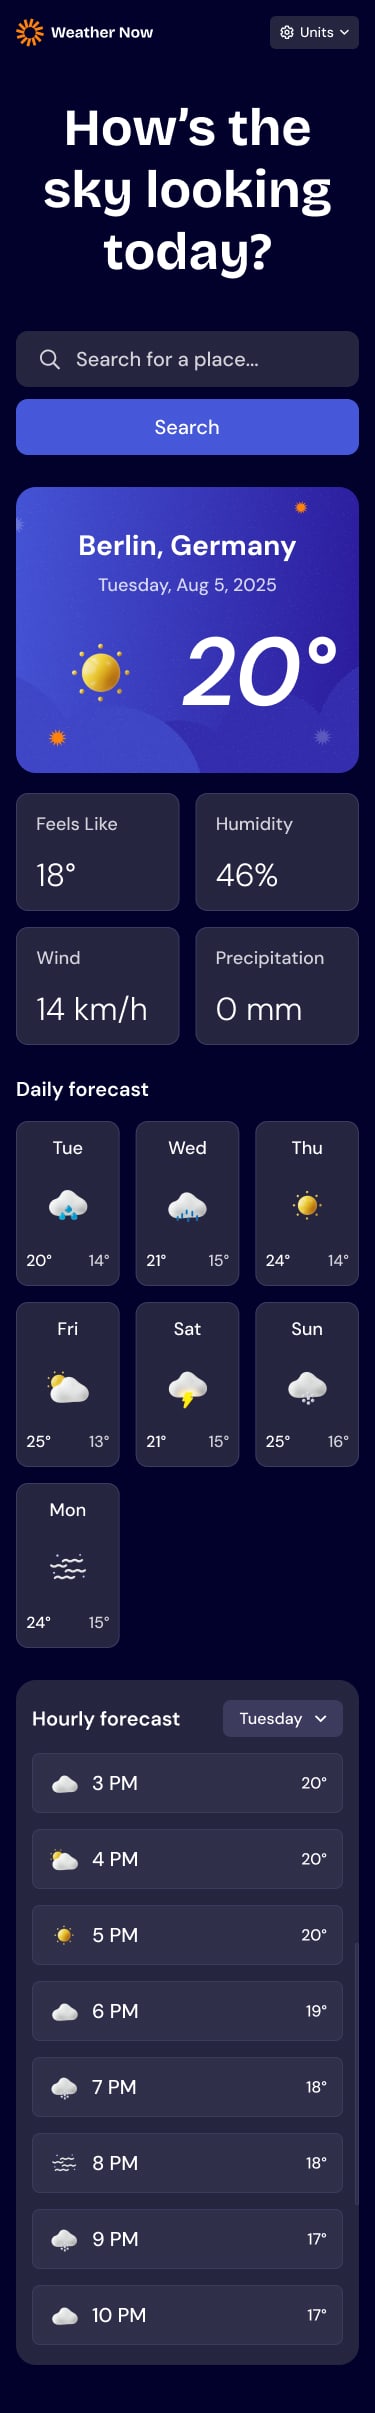 Weather Now
Units
How's the
sky looking
today?
Search for a place...
Search
Berlin, Germany
Tuesday, Aug 5, 2025
20°
Feels Like
18°
Humidity
46%
Wind
14 km/h
Precipitation
0 mm
Daily forecast
Tue
20° 14°
Wed
21° 15°
Thu
24° 14°
Fri
25° 13°
Sat
21° 15°
Sun
25° 16°
Mon
24° 15°
Hourly forecast
Tuesday
3 PM 20°
4 PM 20°
5 PM 20°
6 PM 19°
7 PM 18°
8 PM 18°
9 PM 17°
10 PM 17°